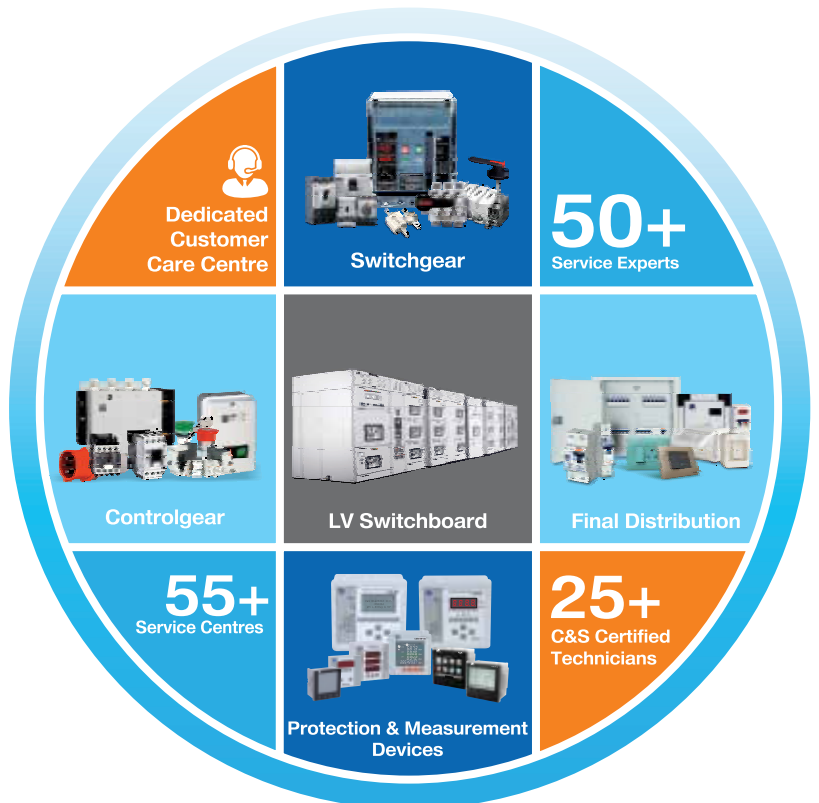 Dedicated
Customer
Care Centre
Switchgear
50+
Service Experts
Controlgear
LV Switchboard
Final Distribution
55+
Service Centres
Protection & Measurement
Devices
25+
C&S Certified
Technicians